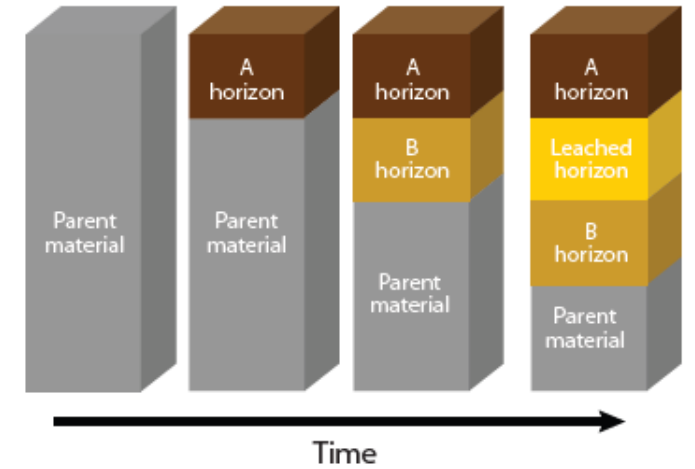 Parent
material
A
horizon
Parent
material
A
horizon
B
horizon
Parent
material
A
horizon
Leached
horizon
B
horizon
Parent
material
Time